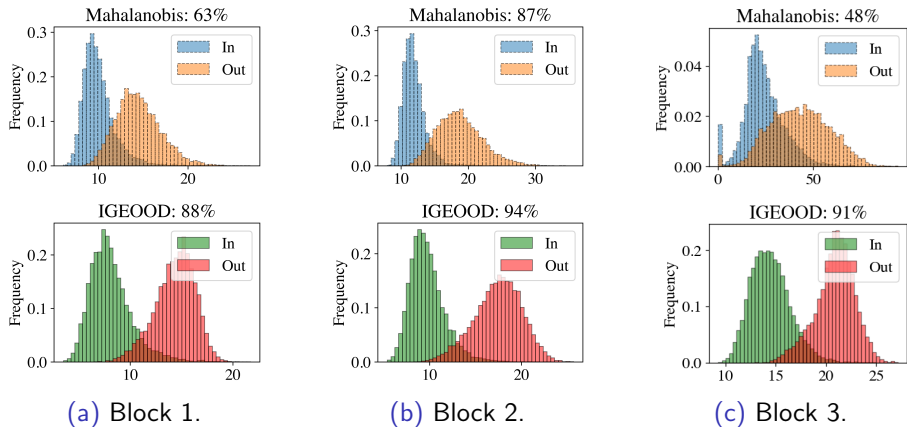 Mahalanobis: 63%
Frequency
0.3
0.2
0.1
0.0
10
20
In
Out
Mahalanobis: 87%
Frequency
0.3
0.2
0.1
0.0
10
20
30
In
Out
Mahalanobis: 48%
Frequency
0.04
0.02
0.00
0
50
In
Out
IGEOOD: 88%
Frequency
0.2
0.1
0.0
10
20
In
Out
IGEOOD: 94%
Frequency
0.2
0.1
0.0
10
20
In
Out
IGEOOD: 91%
Frequency
0.2
0.1
0.0
10
15
20
25
In
Out
(a) Block 1.
(b) Block 2.
(c) Block 3.